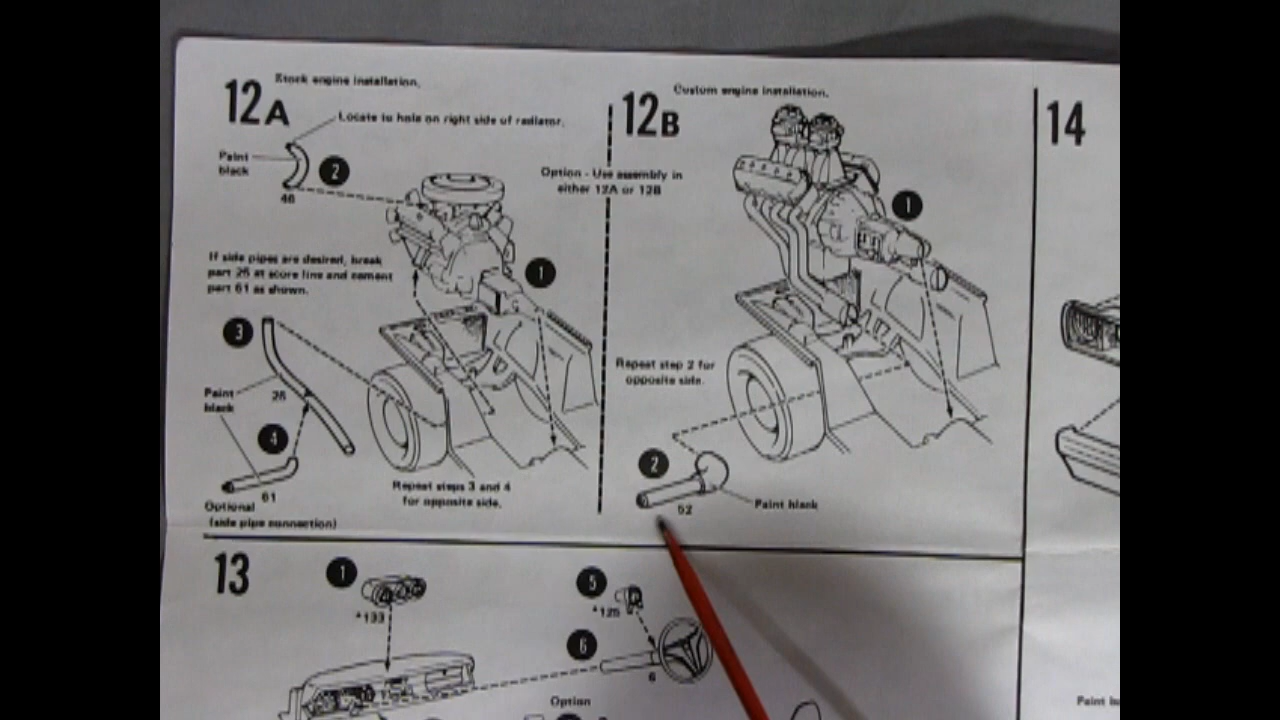 12A
Stock engine installation.
Locate to hole on right side of radiator.
Paint
black
2
46
1
If side pipes are desired, break
part 25 at score line and cement
part 61 as shown.
3
Paint
black
25
4
61
Optional
(side pipe connection)
Repeat steps 3 and 4
for opposite side.
Option - Use assembly in
either 12A or 12B
12B
Custom engine installation.
1
Repeat step 2 for
opposite side.
2
52
Paint black
13
1
*133
5
*125
6
6
Option
14
Paint